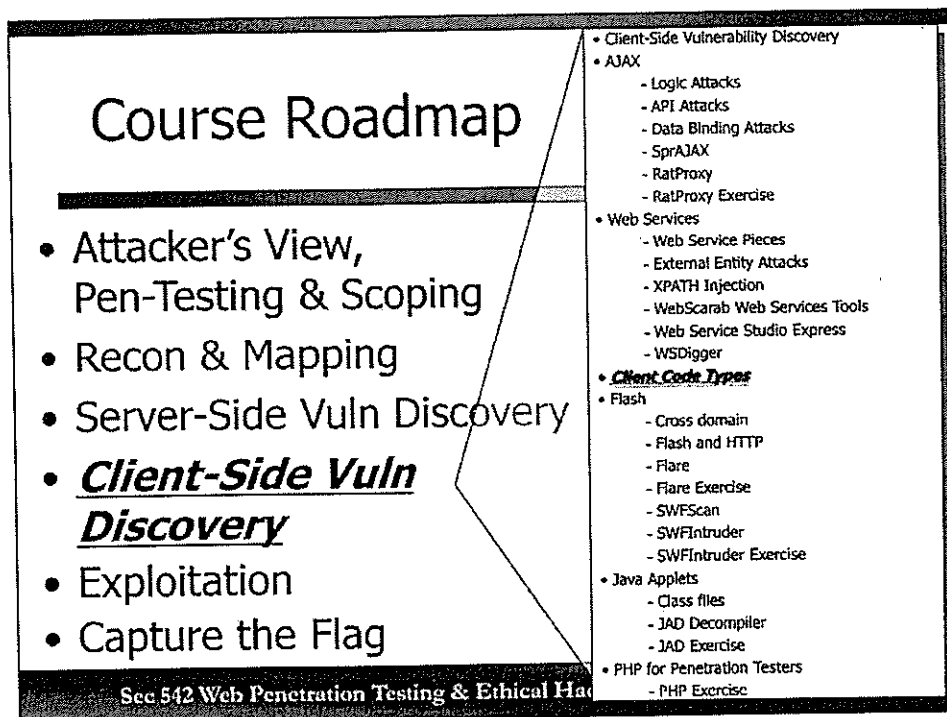 Course Roadmap
• Attacker's View,
Pen-Testing & Scoping
• Recon & Mapping
• Server-Side Vuln Discovery
• Client-Side Vuln
Discovery
• Exploitation
• Capture the Flag
Sec 542 Web Penetration Testing & Ethical Hac
• Client-Side Vulnerability Discovery
• AJAX
- Logic Attacks
- API Attacks
- Data Binding Attacks
- SprAJAX
- RatProxy
- RatProxy Exercise
• Web Services
- Web Service Pieces
- External Entity Attacks
- XPATH Injection
- WebScarab Web Services Tools
- Web Service Studio Express
- WSDigger
• Client Code Types
• Flash
- Cross domain
- Flash and HTTP
- Flare
- Flare Exercise
- SWFScan
- SWFIntruder
- SWFIntruder Exercise
• Java Applets
- Class files
- JAD Decompiler
- JAD Exercise
• PHP for Penetration Testers
- PHP Exercise